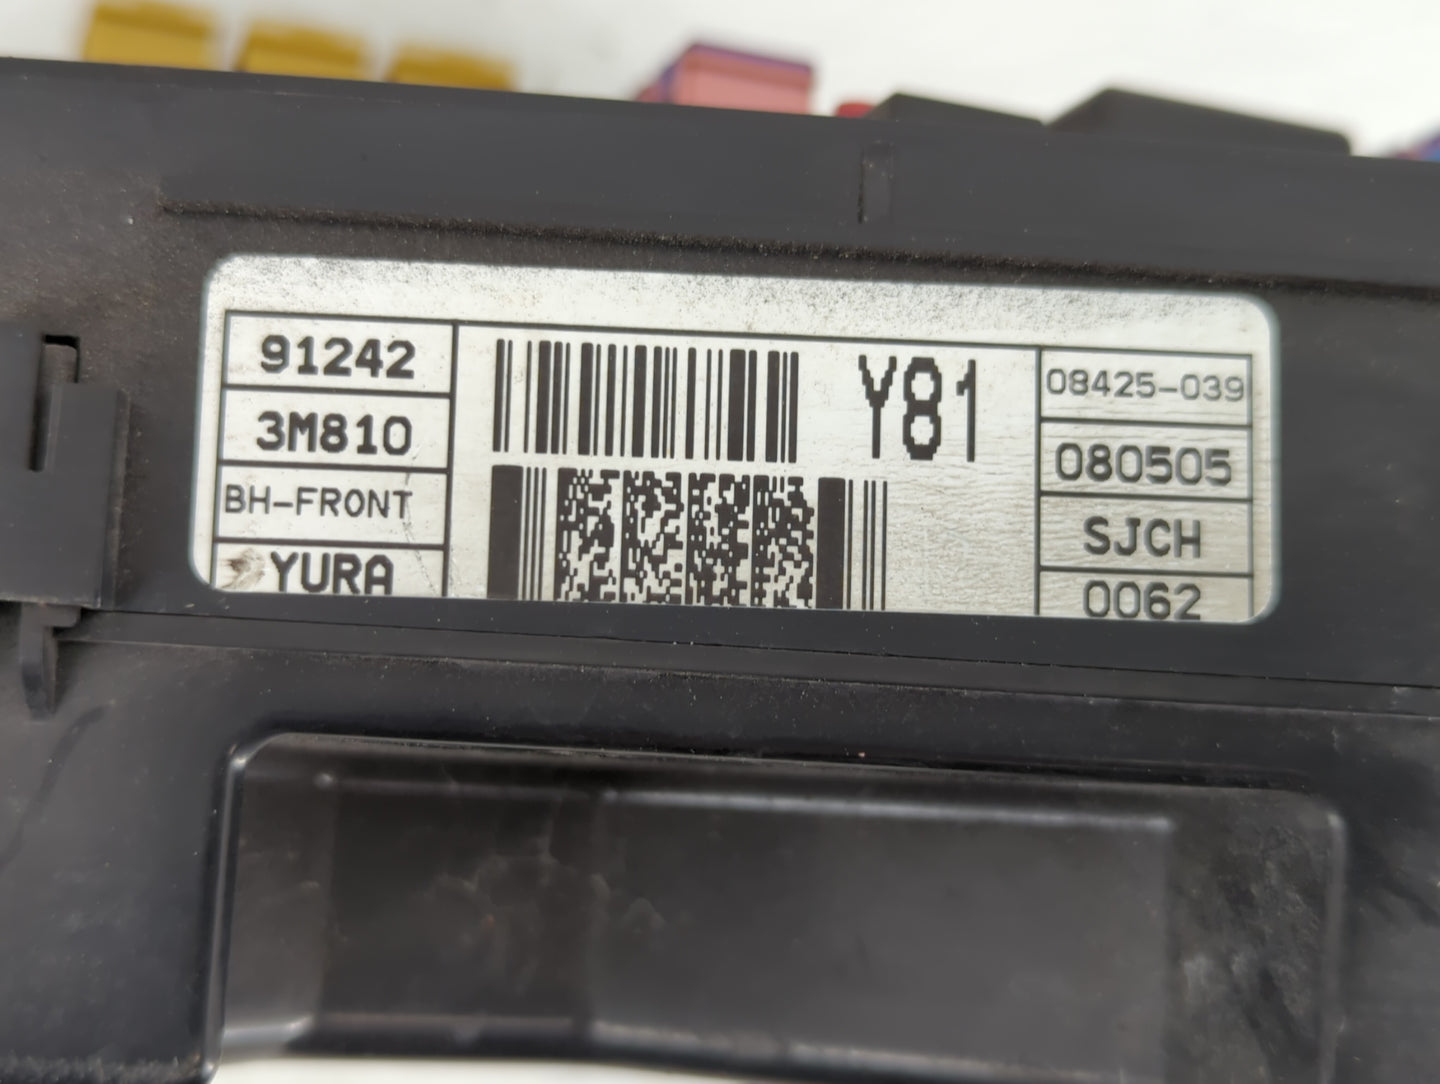 91242
3M810
BH-FRONT
YURA
Y81
08425-039
080505
SJCH
0062